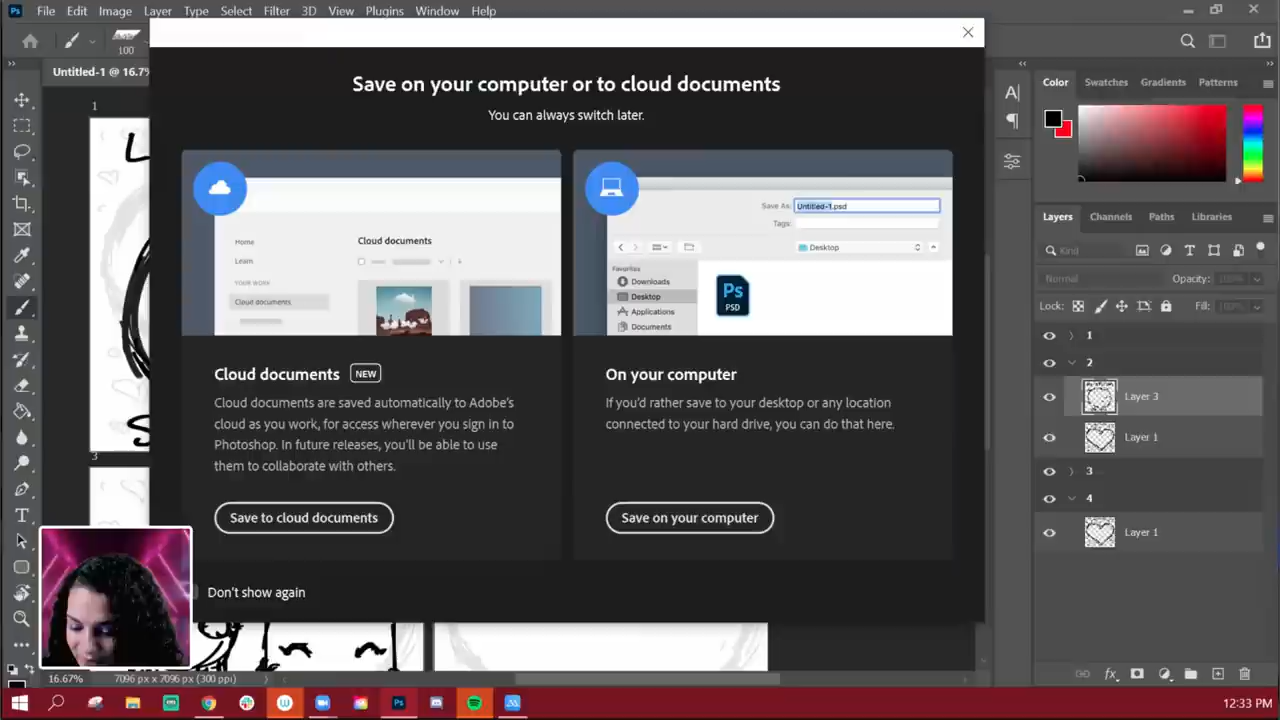 Ps File Edit Image Layer Type Select Filter 3D View Plugins Window Help
100
Untitled-1 @ 16.7%
1
3
Save on your computer or to cloud documents
You can always switch later.
Home
Learn
YOUR WORK
Cloud documents
Cloud documents
Save As: Untitled-1.psd
Tags:
Desktop
Favorites
Downloads
Desktop
Applications
Documents
Ps
PSD
Cloud documents NEW
Cloud documents are saved automatically to Adobe's
cloud as you work, for access wherever you sign in to
Photoshop. In future releases, you'll be able to use
them to collaborate with others.
Save to cloud documents
On your computer
If you'd rather save to your desktop or any location
connected to your hard drive, you can do that here.
Save on your computer
Don't show again
Color Swatches Gradients Patterns
Layers Channels Paths Libraries
Kind
Normal Opacity: 100%
Lock: Fill: 100%
1
2
Layer 3
Layer 1
3
4
Layer 1
16.67% 7096 px x 7096 px (300 ppi)
12:33 PM